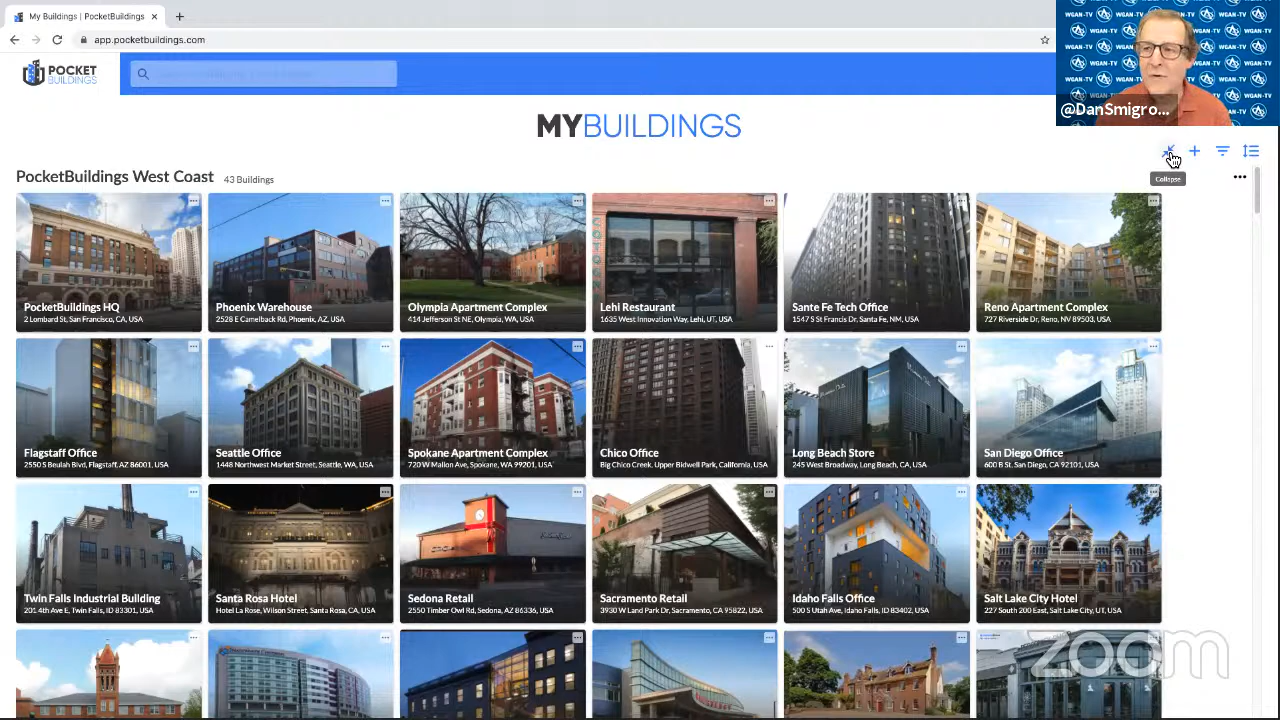 My Buildings | PocketBuildings
app.pocketbuildings.com
POCKET
BUILDINGS
WGAN-TV
@DanSmigro...
MYBUILDINGS
Collapse
PocketBuildings West Coast 43 Buildings
PocketBuildings HQ
2 Lombard St, San Francisco, CA, USA
Phoenix Warehouse
2528 E Camelback Rd, Phoenix, AZ, USA
Olympia Apartment Complex
414 Jefferson St NE, Olympia, WA, USA
Lehi Restaurant
1635 West Innovation Way, Lehi, UT, USA
Sante Fe Tech Office
1547 S St Francis Dr, Santa Fe, NM, USA
Reno Apartment Complex
727 Riverside Dr, Reno, NV 89503, USA
Flagstaff Office
2550 S Beulah Blvd, Flagstaff, AZ 86001, USA
Seattle Office
1448 Northwest Market Street, Seattle, WA, USA
Spokane Apartment Complex
720 W Mallon Ave, Spokane, WA 99201, USA
Chico Office
Big Chico Creek, Upper Bidwell Park, California, USA
Long Beach Store
245 West Broadway, Long Beach, CA, USA
San Diego Office
600 B St, San Diego, CA 92101, USA
Twin Falls Industrial Building
201 4th Ave E, Twin Falls, ID 83301, USA
Santa Rosa Hotel
Hotel La Rose, Wilson Street, Santa Rosa, CA, USA
Sedona Retail
2550 Timber Owl Rd, Sedona, AZ 86336, USA
Sacramento Retail
3930 W Land Park Dr, Sacramento, CA 95822, USA
Idaho Falls Office
500 S Utah Ave, Idaho Falls, ID 83402, USA
Salt Lake City Hotel
227 South 200 East, Salt Lake City, UT, USA
zoom